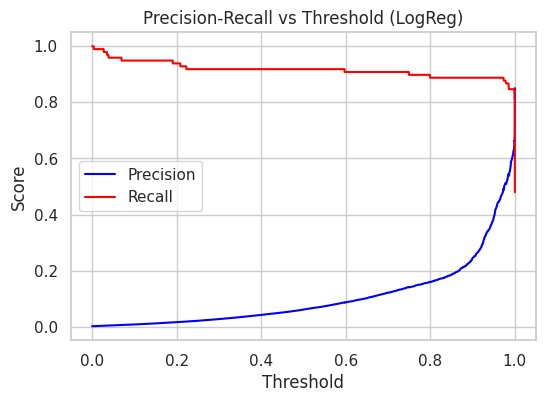 Precision-Recall vs Threshold (LogReg)
1.0
0.8
0.6
0.4
0.2
0.0
Score
Precision
Recall
0.0 0.2 0.4 0.6 0.8 1.0
Threshold